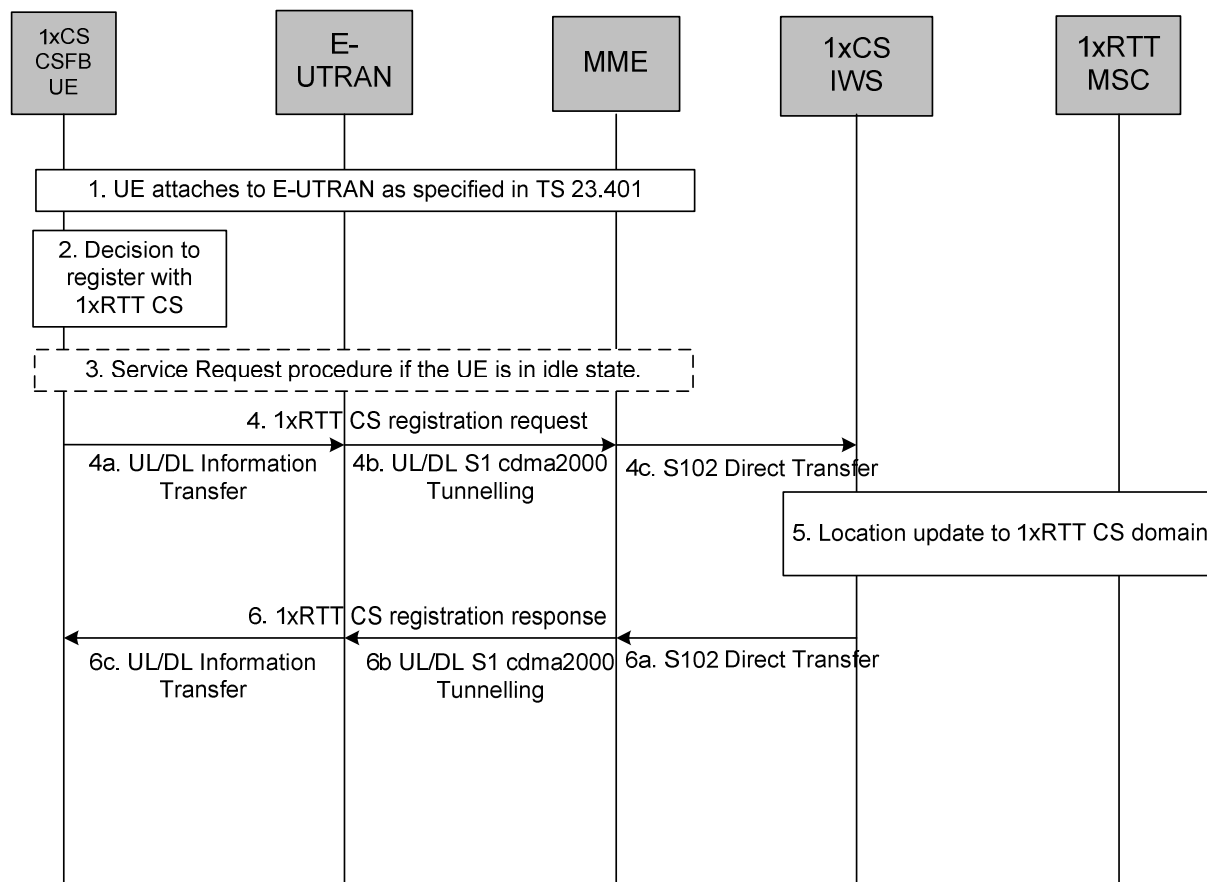 1xCS
CSFB
UE
E-
UTRAN
MME
1xCS
IWS
1xRTT
MSC
1. UE attaches to E-UTRAN as specified in TS 23.401
2. Decision to
register with
1xRTT CS
3. Service Request procedure if the UE is in idle state.
4. 1xRTT CS registration request
4a. UL/DL Information
Transfer
4b. UL/DL S1 cdma2000
Tunnelling
4c. S102 Direct Transfer
5. Location update to 1xRTT CS domain
6. 1xRTT CS registration response
6c. UL/DL Information
Transfer
6b UL/DL S1 cdma2000
Tunnelling
6a. S102 Direct Transfer